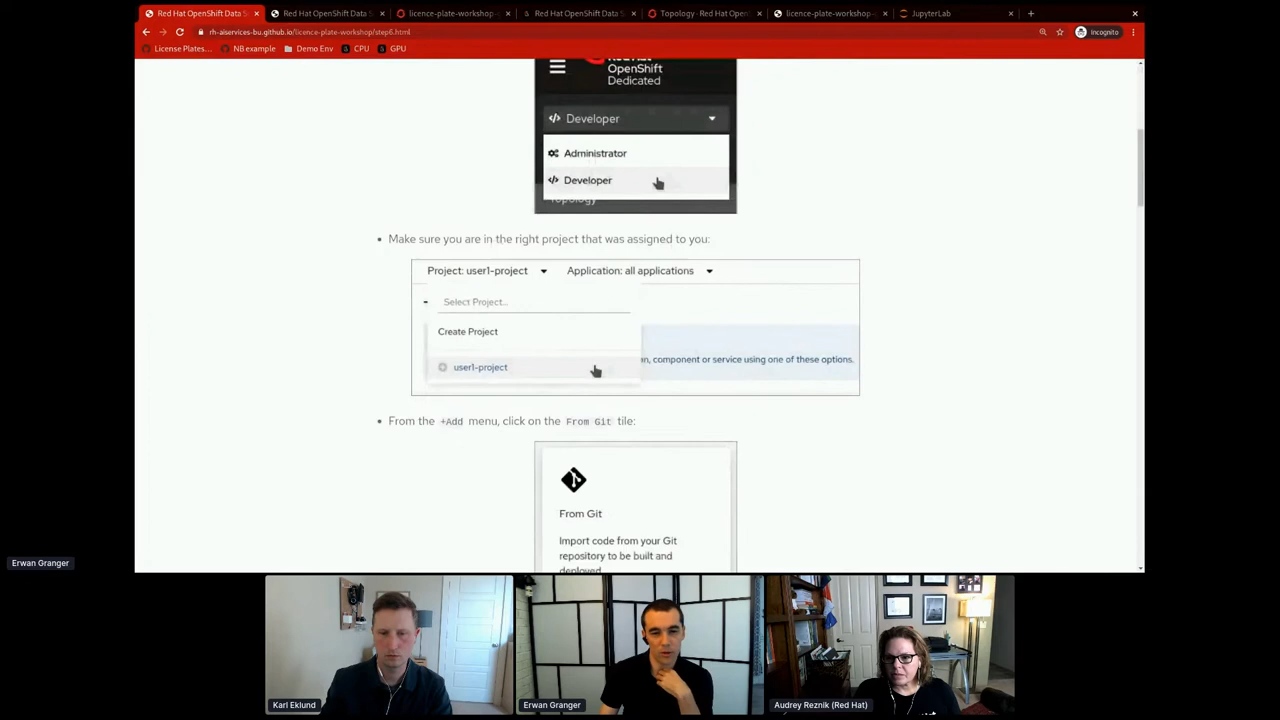 Red Hat OpenShift Data S
Red Hat OpenShift Data S
licence-plate-workshop-
Red Hat OpenShift Data S
Topology · Red Hat Open
licence-plate-workshop-
JupyterLab
rh-aiservices-bu.github.io/licence-plate-workshop/step6.html
Incognito
License Plates...
NB example
Demo Env
CPU
GPU
OpenShift
Dedicated
Developer
Administrator
Developer
Topology
Make sure you are in the right project that was assigned to you:
Project: user1-project
Application: all applications
Select Project...
Create Project
n, component or service using one of these options.
user1-project
From the +Add menu, click on the From Git tile:
From Git
Import code from your Git
repository to be built and
deployed
Erwan Granger
Karl Eklund
Erwan Granger
Audrey Reznik (Red Hat)